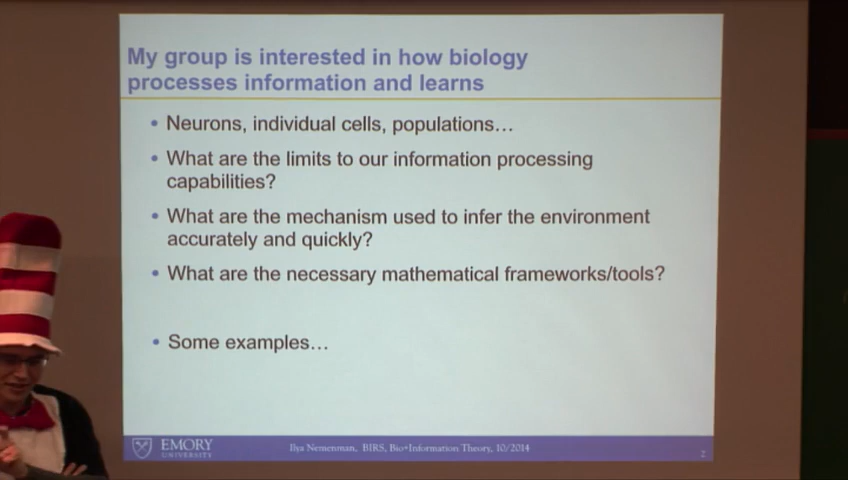 My group is interested in how biology
processes information and learns
• Neurons, individual cells, populations…
• What are the limits to our information processing
capabilities?
• What are the mechanism used to infer the environment
accurately and quickly?
• What are the necessary mathematical frameworks/tools?
• Some examples…
EMORY
UNIVERSITY
Ilya Nemenman, BIRS, Bio+Information Theory, 10/2014
2